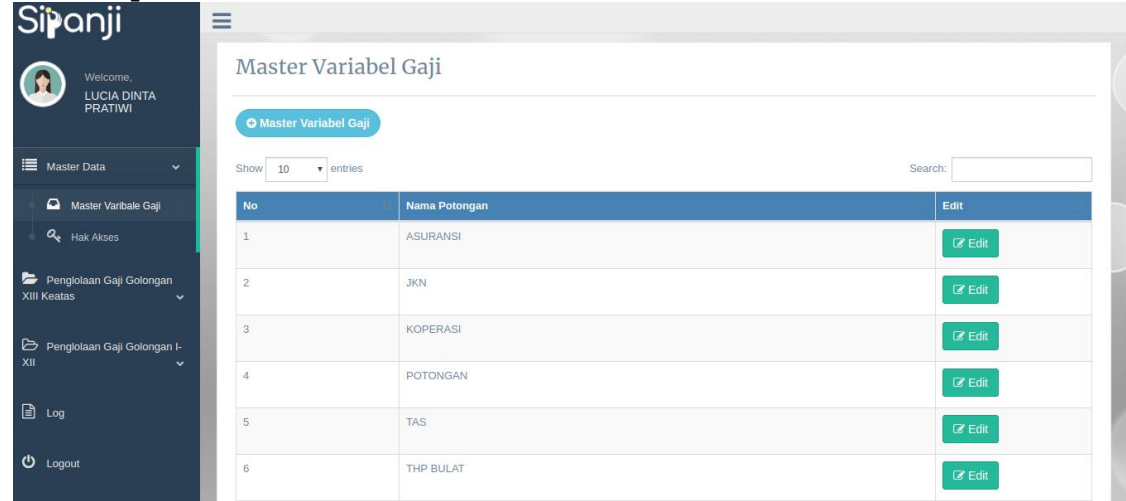 Sipanji
Welcome,
LUCIA DINTA
PRATIWI
Master Data
Master Varibale Gaji
Hak Akses
Penglolaan Gaji Golongan
XIII Keatas
Penglolaan Gaji Golongan I-
XII
Log
Logout
Master Variabel Gaji
Master Variabel Gaji
Show 10 entries
Search:
No Nama Potongan Edit
1 ASURANSI Edit
2 JKN Edit
3 KOPERASI Edit
4 POTONGAN Edit
5 TAS Edit
6 THP BULAT Edit